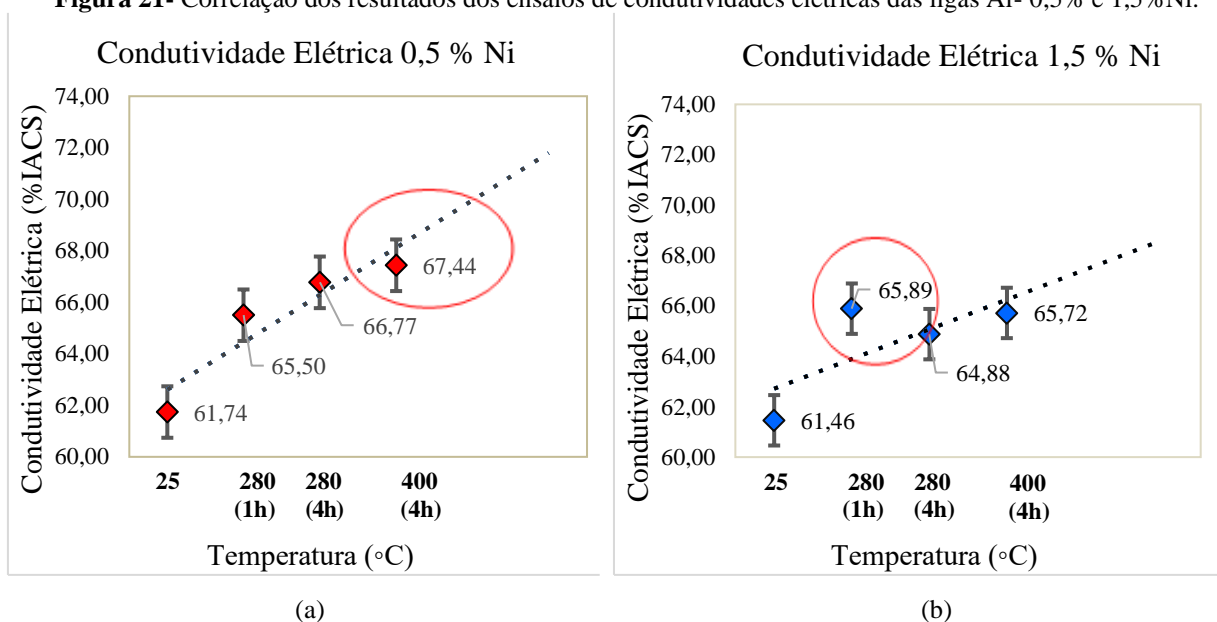 Figura 21- Correlação dos resultados dos ensaios de condutividades elétricas das ligas Al- 0,5% e 1,5%Ni.
Condutividade Elétrica 0,5 % Ni
Condutividade Elétrica (%IACS)
74,00
72,00
70,00
68,00
66,00
64,00
62,00
60,00
61,74
65,50
66,77
67,44
25 280 280 400
(1h) (4h) (4h)
Temperatura (◦C)
(a)
Condutividade Elétrica 1,5 % Ni
Condutividade Elétrica (%IACS)
74,00
72,00
70,00
68,00
66,00
64,00
62,00
60,00
61,46
65,89
64,88
65,72
25 280 280 400
(1h) (4h) (4h)
Temperatura (◦C)
(b)